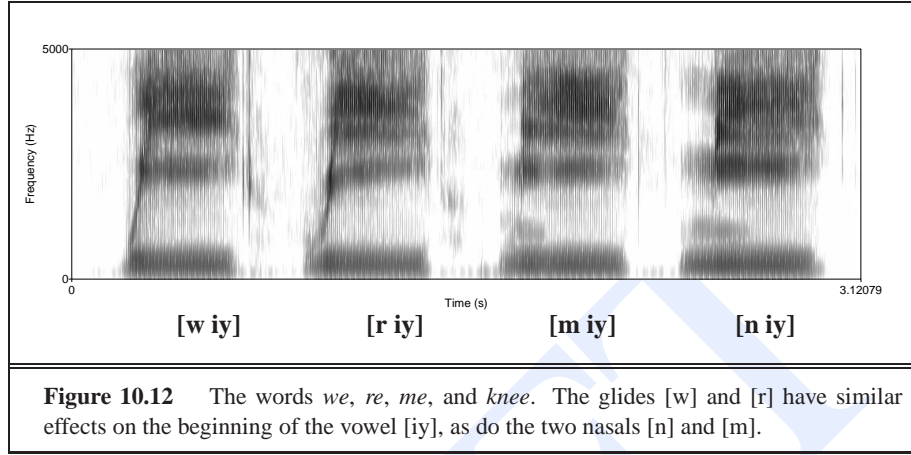 5000
Frequency (Hz)
0
0
3.12079
Time (s)
[w iy] [r iy] [m iy] [n iy]
Figure 10.12 The words we, re, me, and knee. The glides [w] and [r] have similar
effects on the beginning of the vowel [iy], as do the two nasals [n] and [m].